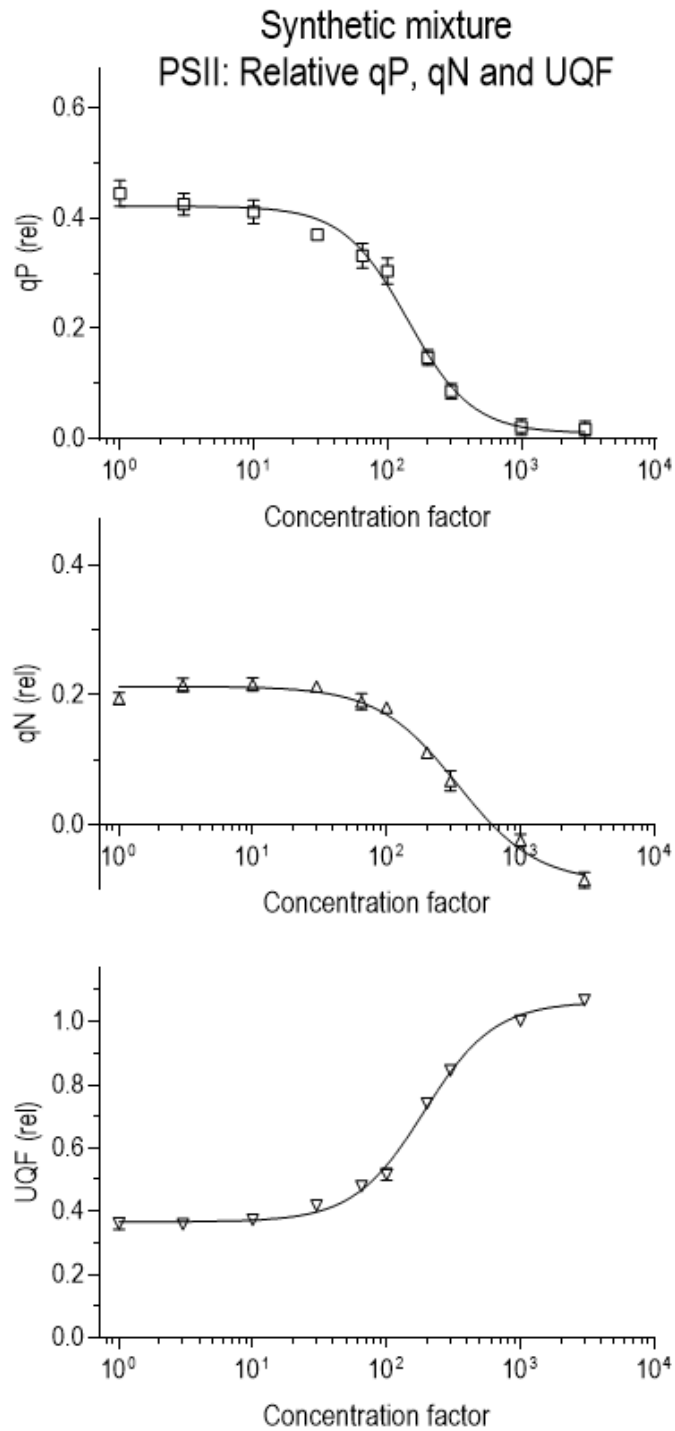 Synthetic mixture
PSII: Relative qP, qN and UQF
0.6
0.4
0.2
0.0
qP (rel)
10⁰ 10¹ 10² 10³ 10⁴
Concentration factor
0.4
0.2
0.0
qN (rel)
10⁰ 10¹ 10² 10³ 10⁴
Concentration factor
1.0
0.8
0.6
0.4
0.2
0.0
UQF (rel)
10⁰ 10¹ 10² 10³ 10⁴
Concentration factor